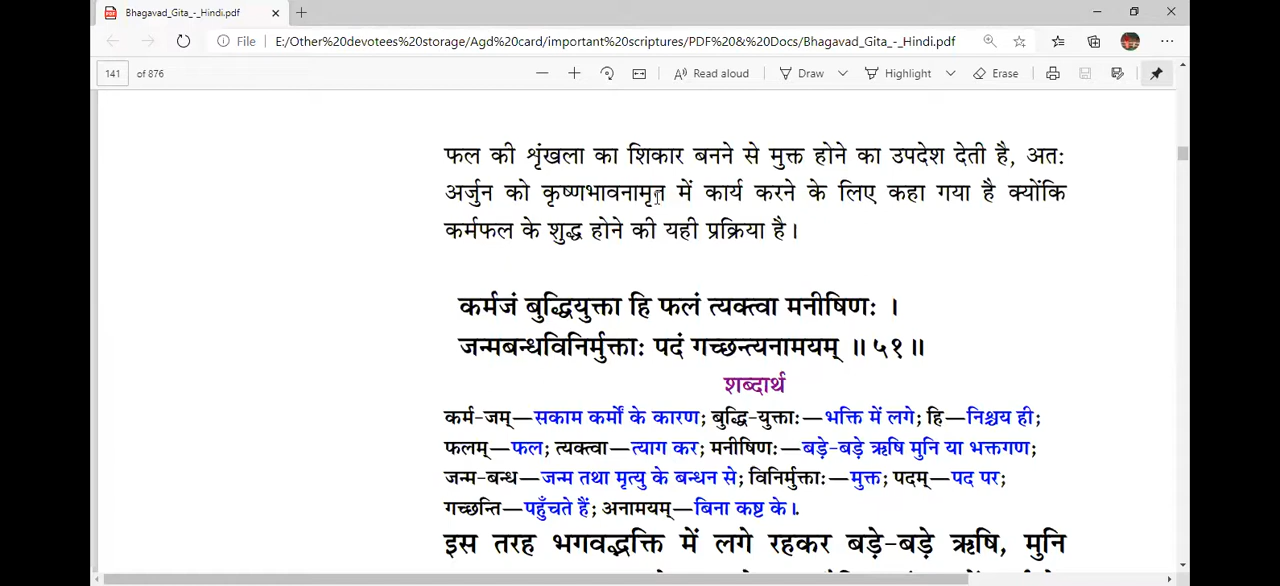 Bhagavad_Gita_-_Hindi.pdf
File E:/Other%20devotees%20storage/Agd%20card/important%20scriptures/PDF%20&%20Docs/Bhagavad_Gita_-_Hindi.pdf
141 of 876 Read aloud Draw Highlight Erase
फल की शृंखला का शिकार बनने से मुक्त होने का उपदेश देती है, अत:
अर्जुन को कृष्णभावनामृत में कार्य करने के लिए कहा गया है क्योंकि
कर्मफल के शुद्ध होने की यही प्रक्रिया है।
कर्मजं बुद्धियुक्ता हि फलं त्यक्त्वा मनीषिणः ।
जन्मबन्धविनिर्मुक्ताः पदं गच्छन्त्यनामयम् ॥ ५१॥
शब्दार्थ
कर्म-जम्—सकाम कर्मों के कारण; बुद्धि-युक्ताः—भक्ति में लगे; हि—निश्चय ही;
फलम्—फल; त्यक्त्वा—त्याग कर; मनीषिणः—बड़े-बड़े ऋषि मुनि या भक्तगण;
जन्म-बन्ध—जन्म तथा मृत्यु के बन्धन से; विनिर्मुक्ताः—मुक्त; पदम्—पद पर;
गच्छन्ति—पहुँचते हैं; अनामयम्—बिना कष्ट के।
इस तरह भगवद्भक्ति में लगे रहकर बड़े-बड़े ऋषि, मुनि